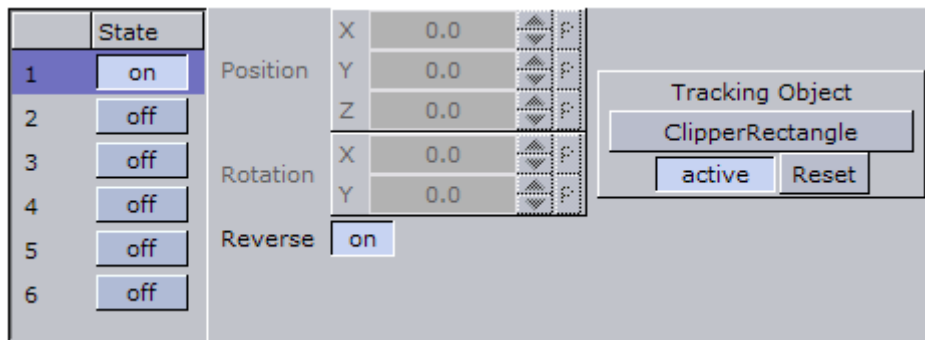 State
1 on
2 off
3 off
4 off
5 off
6 off
Position
X 0.0 P
Y 0.0 P
Z 0.0 P
Rotation
X 0.0 P
Y 0.0 P
Reverse on
Tracking Object
ClipperRectangle
active Reset